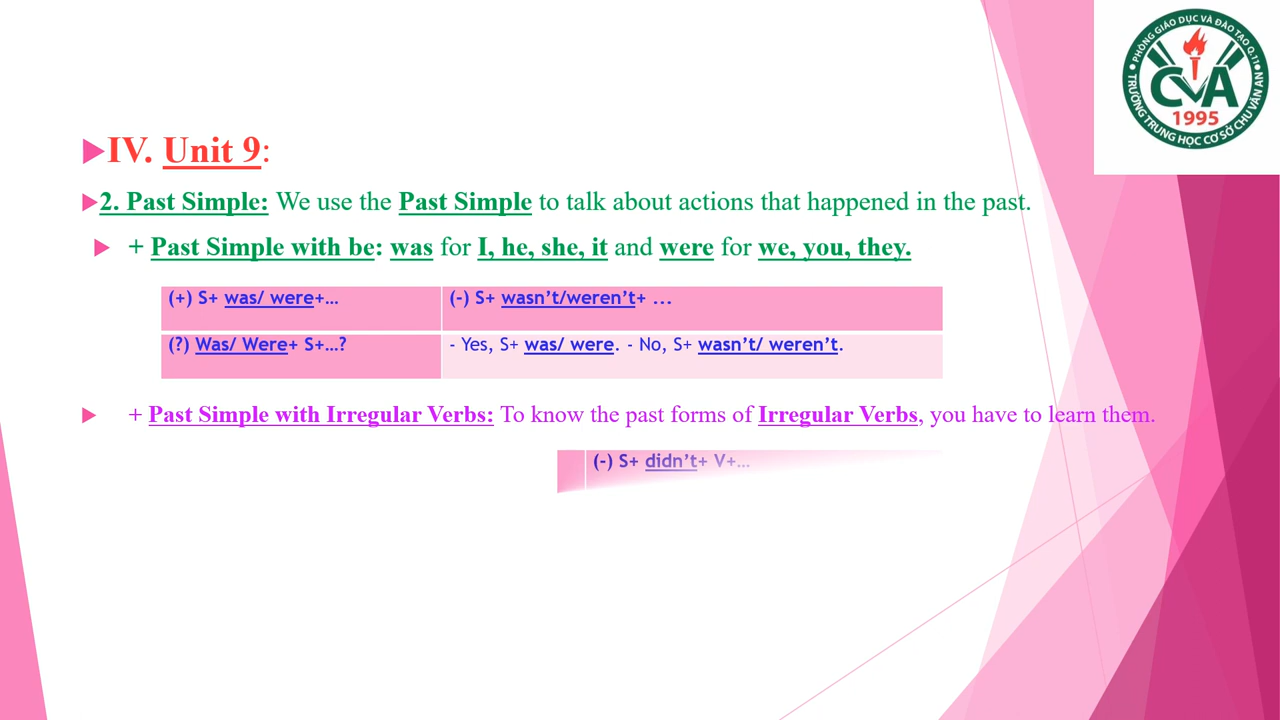 PHÒNG GIÁO DỤC VÀ ĐÀO TẠO Q.11
CVA
1995
TRƯỜNG TRUNG HỌC CƠ SỞ CHU VĂN AN
IV. Unit 9:
2. Past Simple: We use the Past Simple to talk about actions that happened in the past.
+ Past Simple with be: was for I, he, she, it and were for we, you, they.
(+) S+ was/ were+... (-) S+ wasn't/weren't+ ...
(?) Was/ Were+ S+...? - Yes, S+ was/ were. - No, S+ wasn't/ weren't.
+ Past Simple with Irregular Verbs: To know the past forms of Irregular Verbs, you have to learn them.
(-) S+ didn't+ V+...